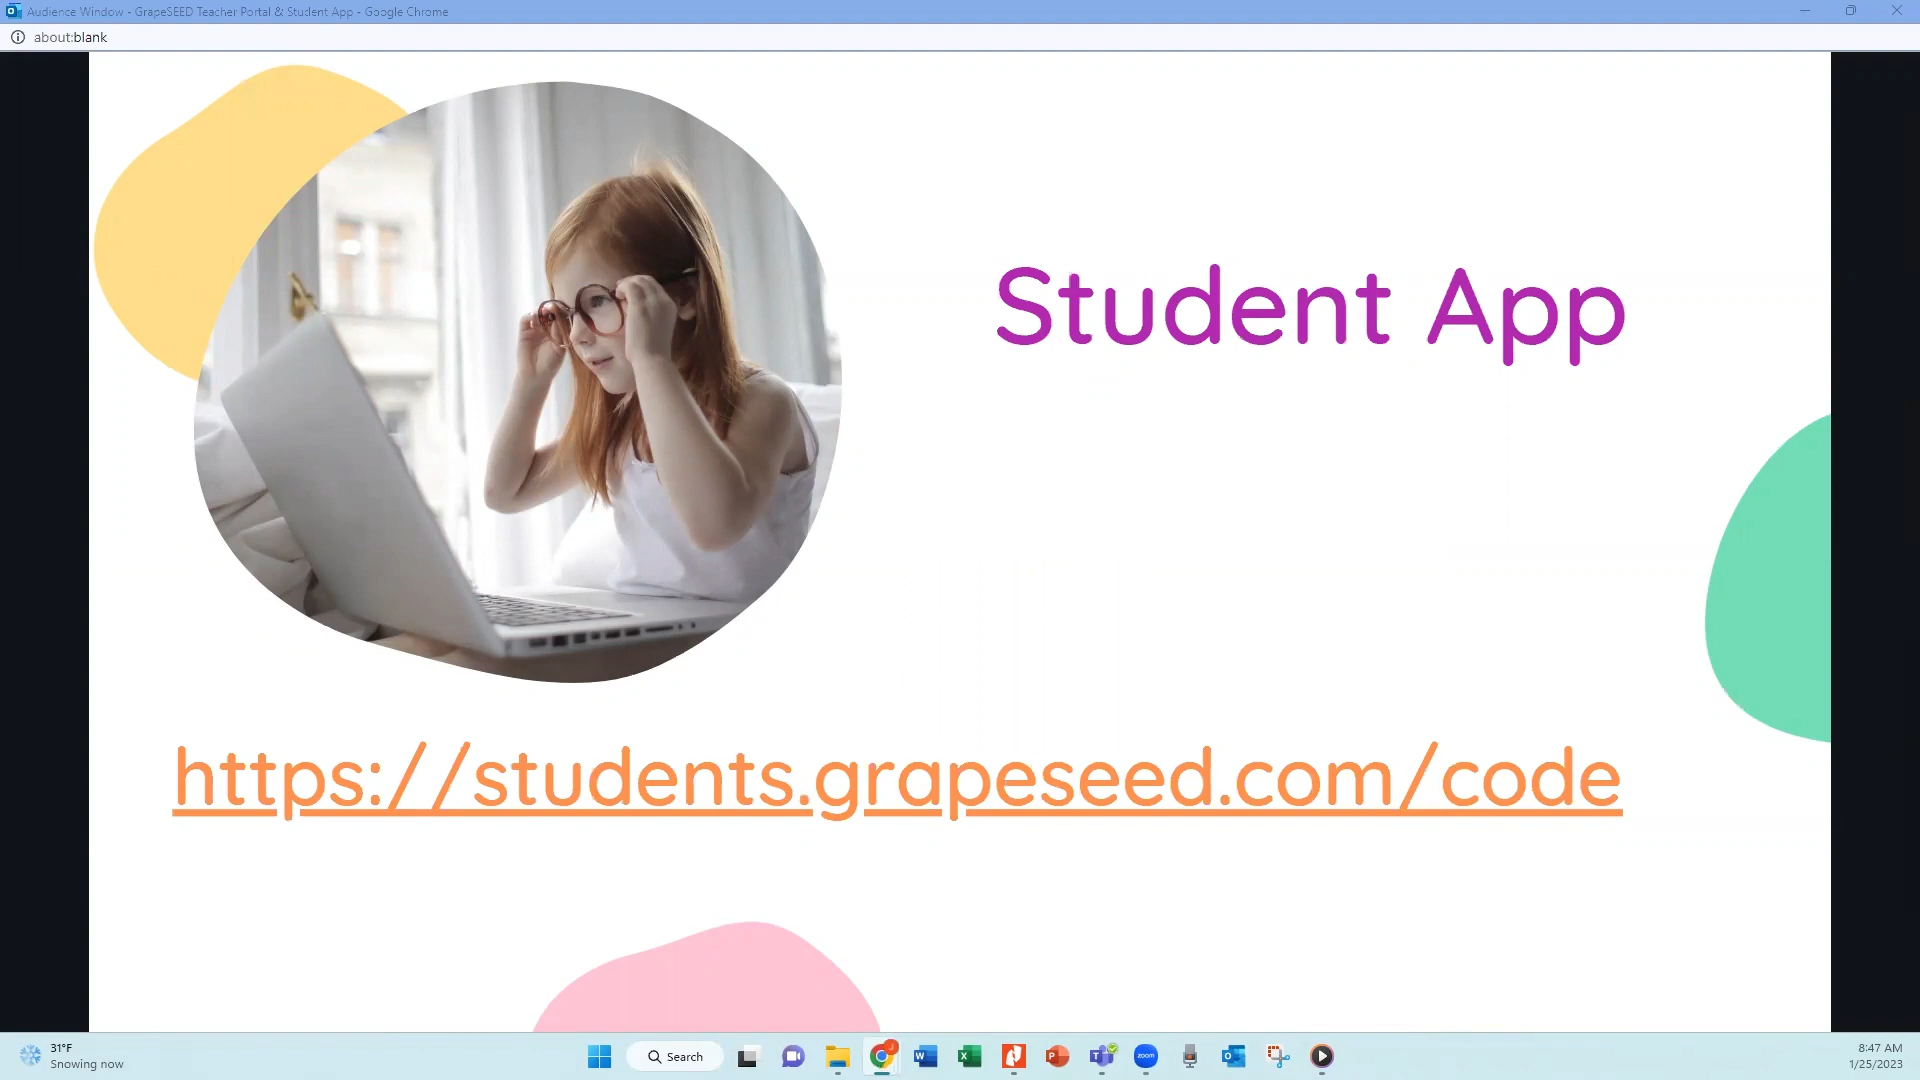 Audience Window - GrapeSEED Teacher Portal & Student App - Google Chrome
about:blank
Student App
https://students.grapeseed.com/code
31°F
Snowing now
Search
zoom
8:47 AM
1/25/2023